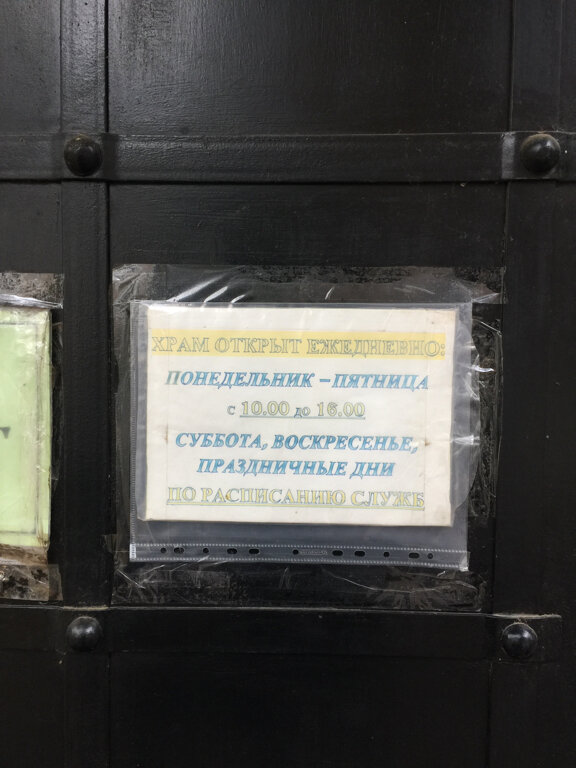 ХРАМ ОТКРЫТ ЕЖЕДНЕВНО:
ПОНЕДЕЛЬНИК – ПЯТНИЦА
с 10.00 до 16.00
СУББОТА, ВОСКРЕСЕНЬЕ,
ПРАЗДНИЧНЫЕ ДНИ
ПО РАСПИСАНИЮ СЛУЖБ